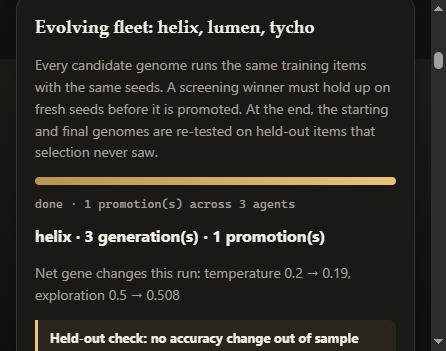 Evolving fleet: helix, lumen, tycho
Every candidate genome runs the same training items
with the same seeds. A screening winner must hold up on
fresh seeds before it is promoted. At the end, the starting
and final genomes are re-tested on held-out items that
selection never saw.
done · 1 promotion(s) across 3 agents
helix · 3 generation(s) · 1 promotion(s)
Net gene changes this run: temperature 0.2 → 0.19,
exploration 0.5 → 0.508
Held-out check: no accuracy change out of sample